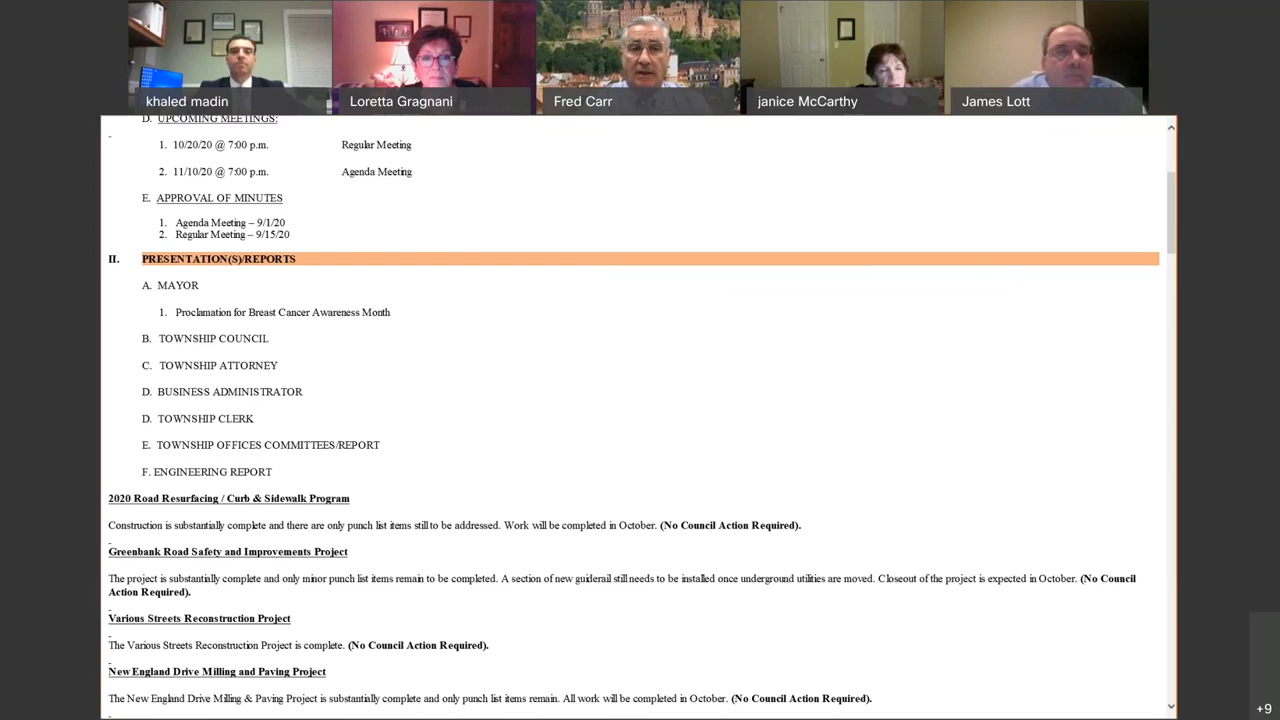 khaled madin
Loretta Gragnani
Fred Carr
janice McCarthy
James Lott
D. UPCOMING MEETINGS:
1. 10/20/20 @ 7:00 p.m. Regular Meeting
2. 11/10/20 @ 7:00 p.m. Agenda Meeting
E. APPROVAL OF MINUTES
1. Agenda Meeting – 9/1/20
2. Regular Meeting – 9/15/20
II. PRESENTATION(S)/REPORTS
A. MAYOR
1. Proclamation for Breast Cancer Awareness Month
B. TOWNSHIP COUNCIL
C. TOWNSHIP ATTORNEY
D. BUSINESS ADMINISTRATOR
D. TOWNSHIP CLERK
E. TOWNSHIP OFFICES COMMITTEES/REPORT
F. ENGINEERING REPORT
2020 Road Resurfacing / Curb & Sidewalk Program
Construction is substantially complete and there are only punch list items still to be addressed. Work will be completed in October. (No Council Action Required).
Greenbank Road Safety and Improvements Project
The project is substantially complete and only minor punch list items remain to be completed. A section of new guiderail still needs to be installed once underground utilities are moved. Closeout of the project is expected in October. (No Council
Action Required).
Various Streets Reconstruction Project
The Various Streets Reconstruction Project is complete. (No Council Action Required).
New England Drive Milling and Paving Project
The New England Drive Milling & Paving Project is substantially complete and only punch list items remain. All work will be completed in October. (No Council Action Required).
+9